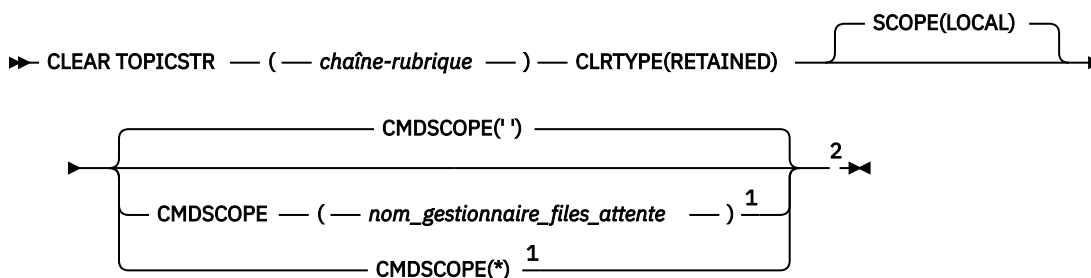 SCOPE(LOCAL)
CLEAR TOPICSTR ( chaîne-rubrique ) CLRTYPE(RETAINED)
CMDSCOPE(' ')
2
CMDSCOPE ( nom_gestionnaire_files_attente ) 1
CMDSCOPE(*) 1